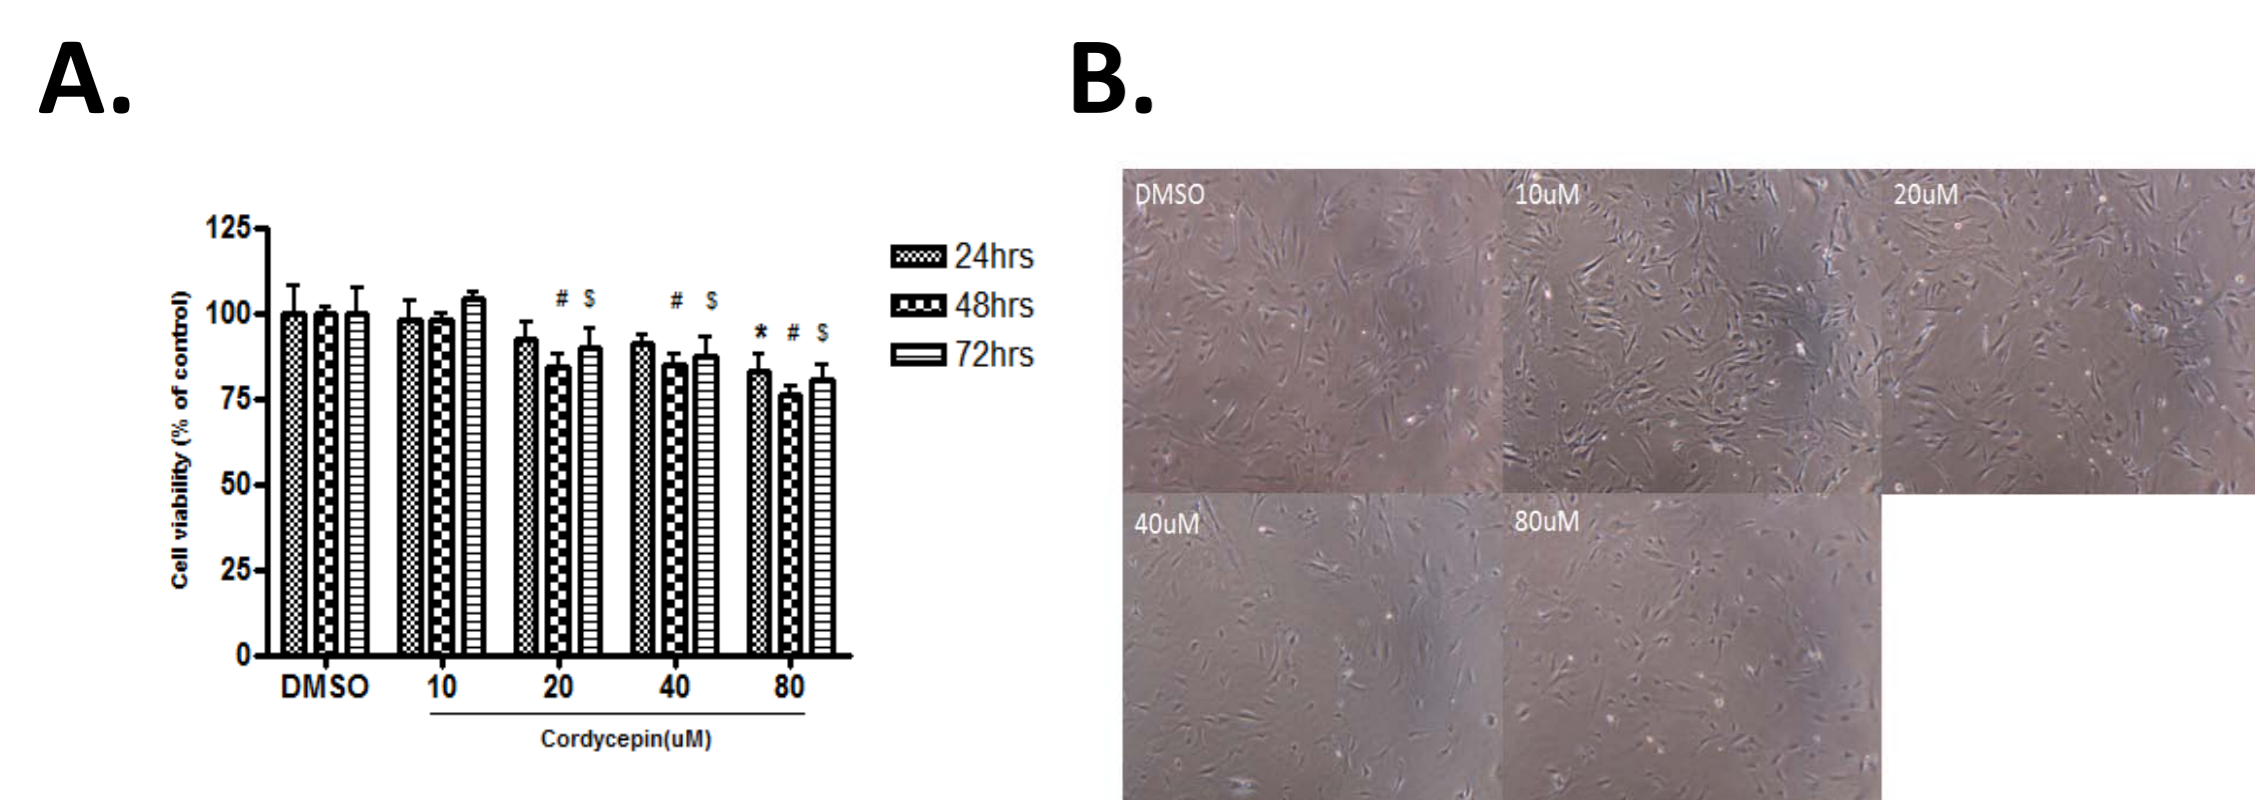 A.
B.
125
100
75
50
25
0
Cell viability (% of control)
# $
# $
* # $
24hrs
48hrs
72hrs
DMSO 10 20 40 80
Cordycepin(uM)
DMSO
10uM
20uM
40uM
80uM